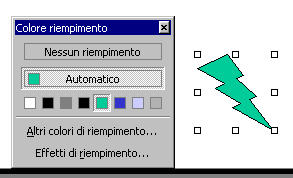 Colore riempimento
Nessun riempimento
Automatico
Altri colori di riempimento...
Effetti di riempimento...